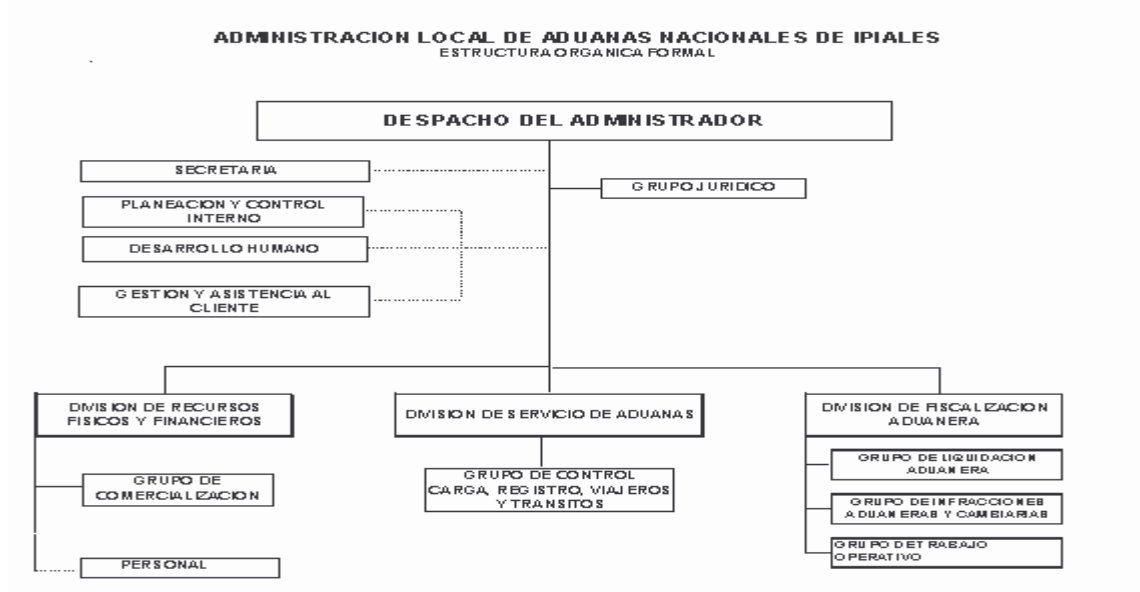 ADMINISTRACION LOCAL DE ADUANAS NACIONALES DE IPIALES
ESTRUCTURA ORGANICA FORMAL
DESPACHO DEL ADMINISTRADOR
SECRETARIA
GRUPO JURIDICO
PLANEACION Y CONTROL
INTERNO
DESARROLLO HUMANO
GESTION Y ASISTENCIA AL
CLIENTE
DIVISION DE RECURSOS
FISICOS Y FINANCIEROS
GRUPO DE
COMERCIALIZACION
PERSONAL
DIVISION DE SERVICIO DE ADUANAS
GRUPO DE CONTROL
CARGA, REGISTRO, VIAJEROS
Y TRANSITOS
DIVISION DE FISCALIZACION
ADUANERA
GRUPO DE LIQUIDACION
ADUANERA
GRUPO DE INFRACCIONES
ADUANERAS Y CAMBIARIAS
GRUPO DE TRABAJO
OPERATIVO